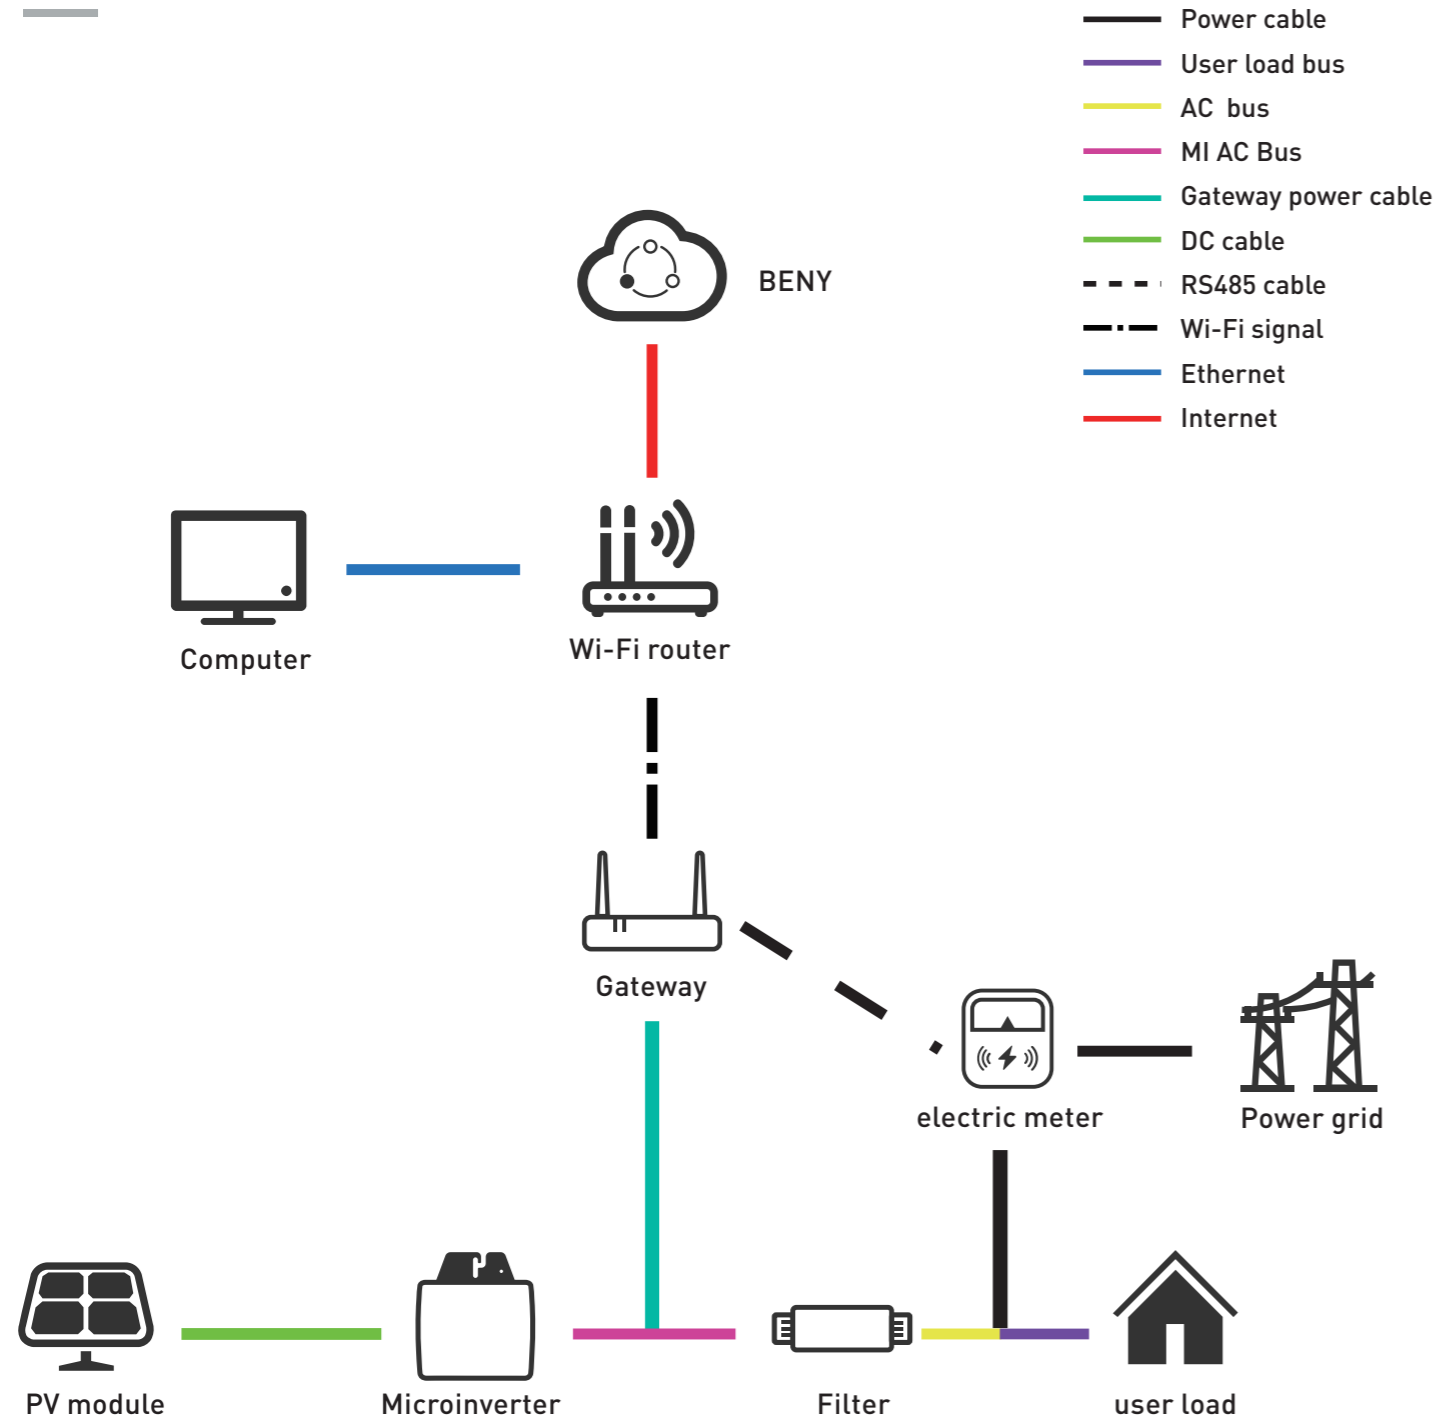 Power cable
User load bus
AC bus
MI AC Bus
Gateway power cable
DC cable
RS485 cable
Wi-Fi signal
Ethernet
Internet
BENY
Computer
Wi-Fi router
Gateway
electric meter
Power grid
PV module
Microinverter
Filter
user load